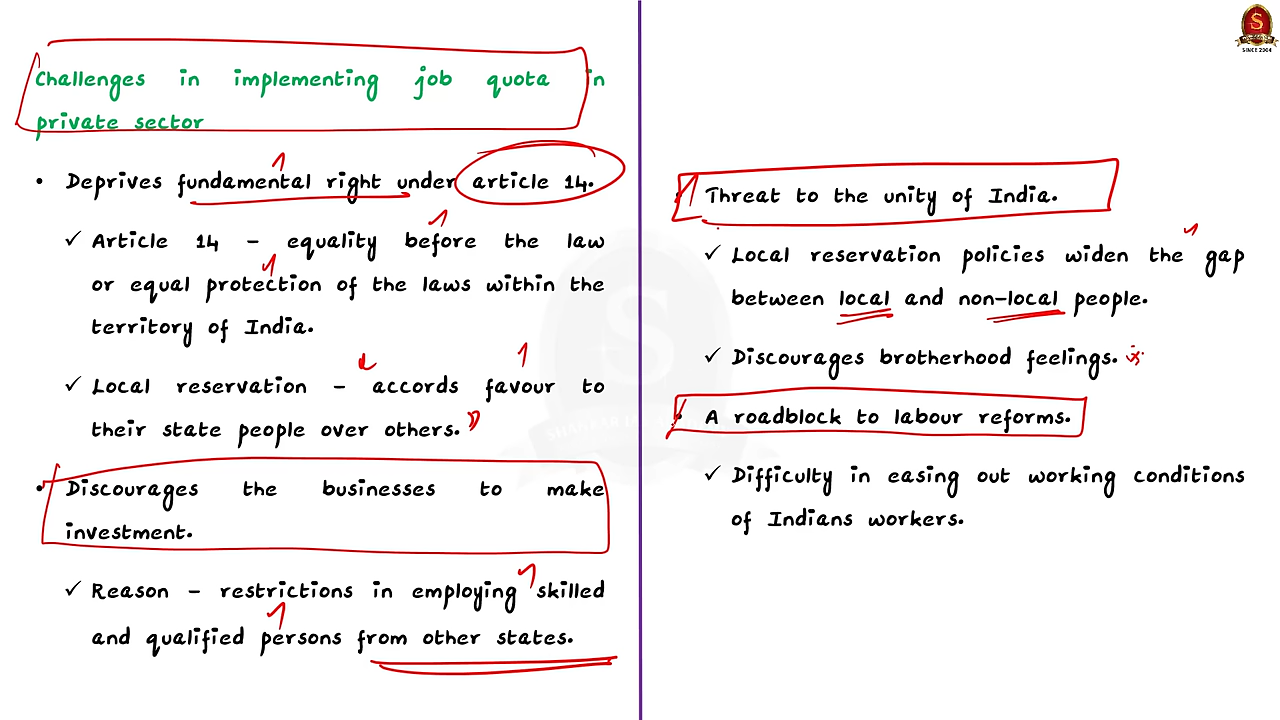 Challenges in implementing job quota in
private sector
• Deprives fundamental right under article 14.
✓ Article 14 – equality before the law
or equal protection of the laws within the
territory of India.
✓ Local reservation – accords favour to
their state people over others.
• Discourages the businesses to make
investment.
✓ Reason – restrictions in employing skilled
and qualified persons from other states.
S
SINCE 2004
• Threat to the unity of India.
✓ Local reservation policies widen the gap
between local and non-local people.
✓ Discourages brotherhood feelings.
• A roadblock to labour reforms.
✓ Difficulty in easing out working conditions
of Indians workers.